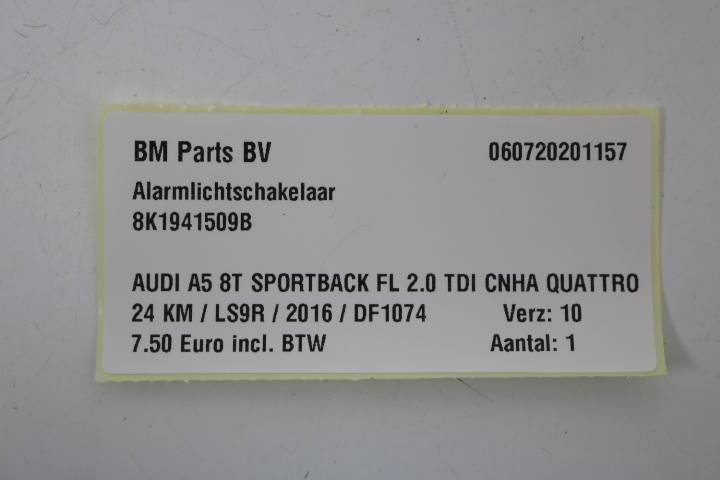 BM Parts BV 060720201157
Alarmlichtschakelaar
8K1941509B
AUDI A5 8T SPORTBACK FL 2.0 TDI CNHA QUATTRO
24 KM / LS9R / 2016 / DF1074 Verz: 10
7.50 Euro incl. BTW Aantal: 1